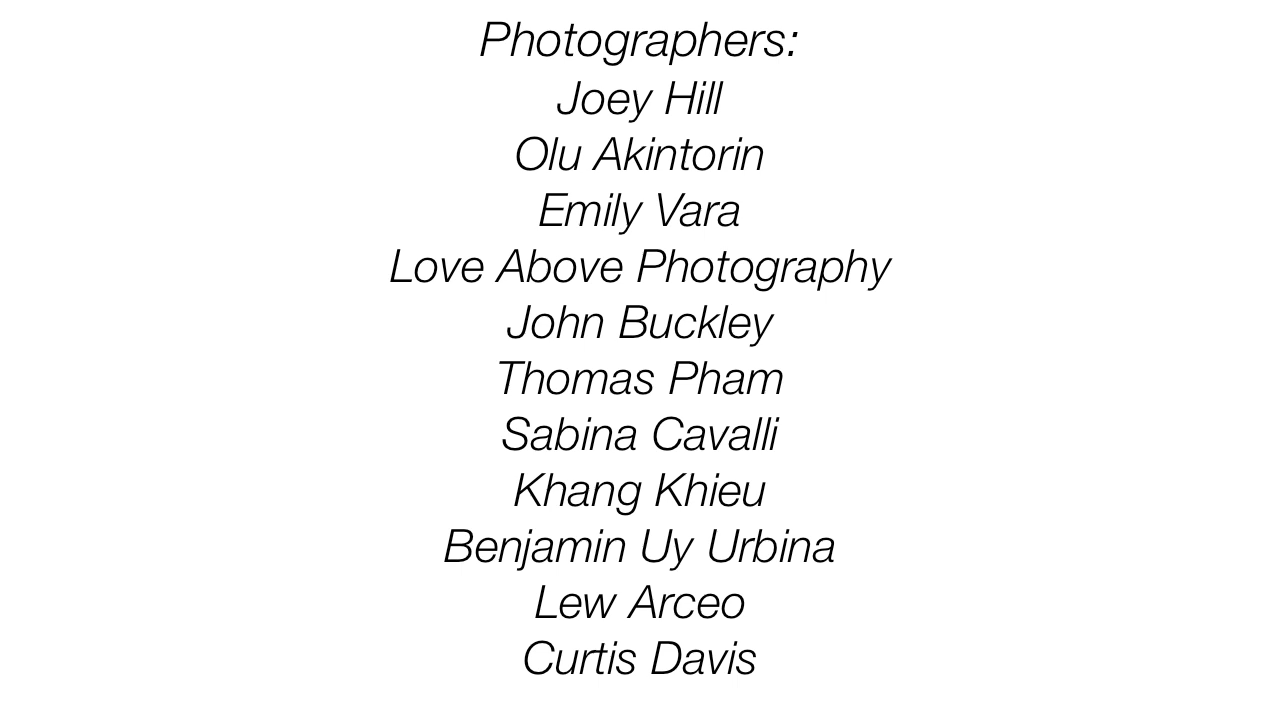 Photographers:
Joey Hill
Olu Akintorin
Emily Vara
Love Above Photography
John Buckley
Thomas Pham
Sabina Cavalli
Khang Khieu
Benjamin Uy Urbina
Lew Arceo
Curtis Davis